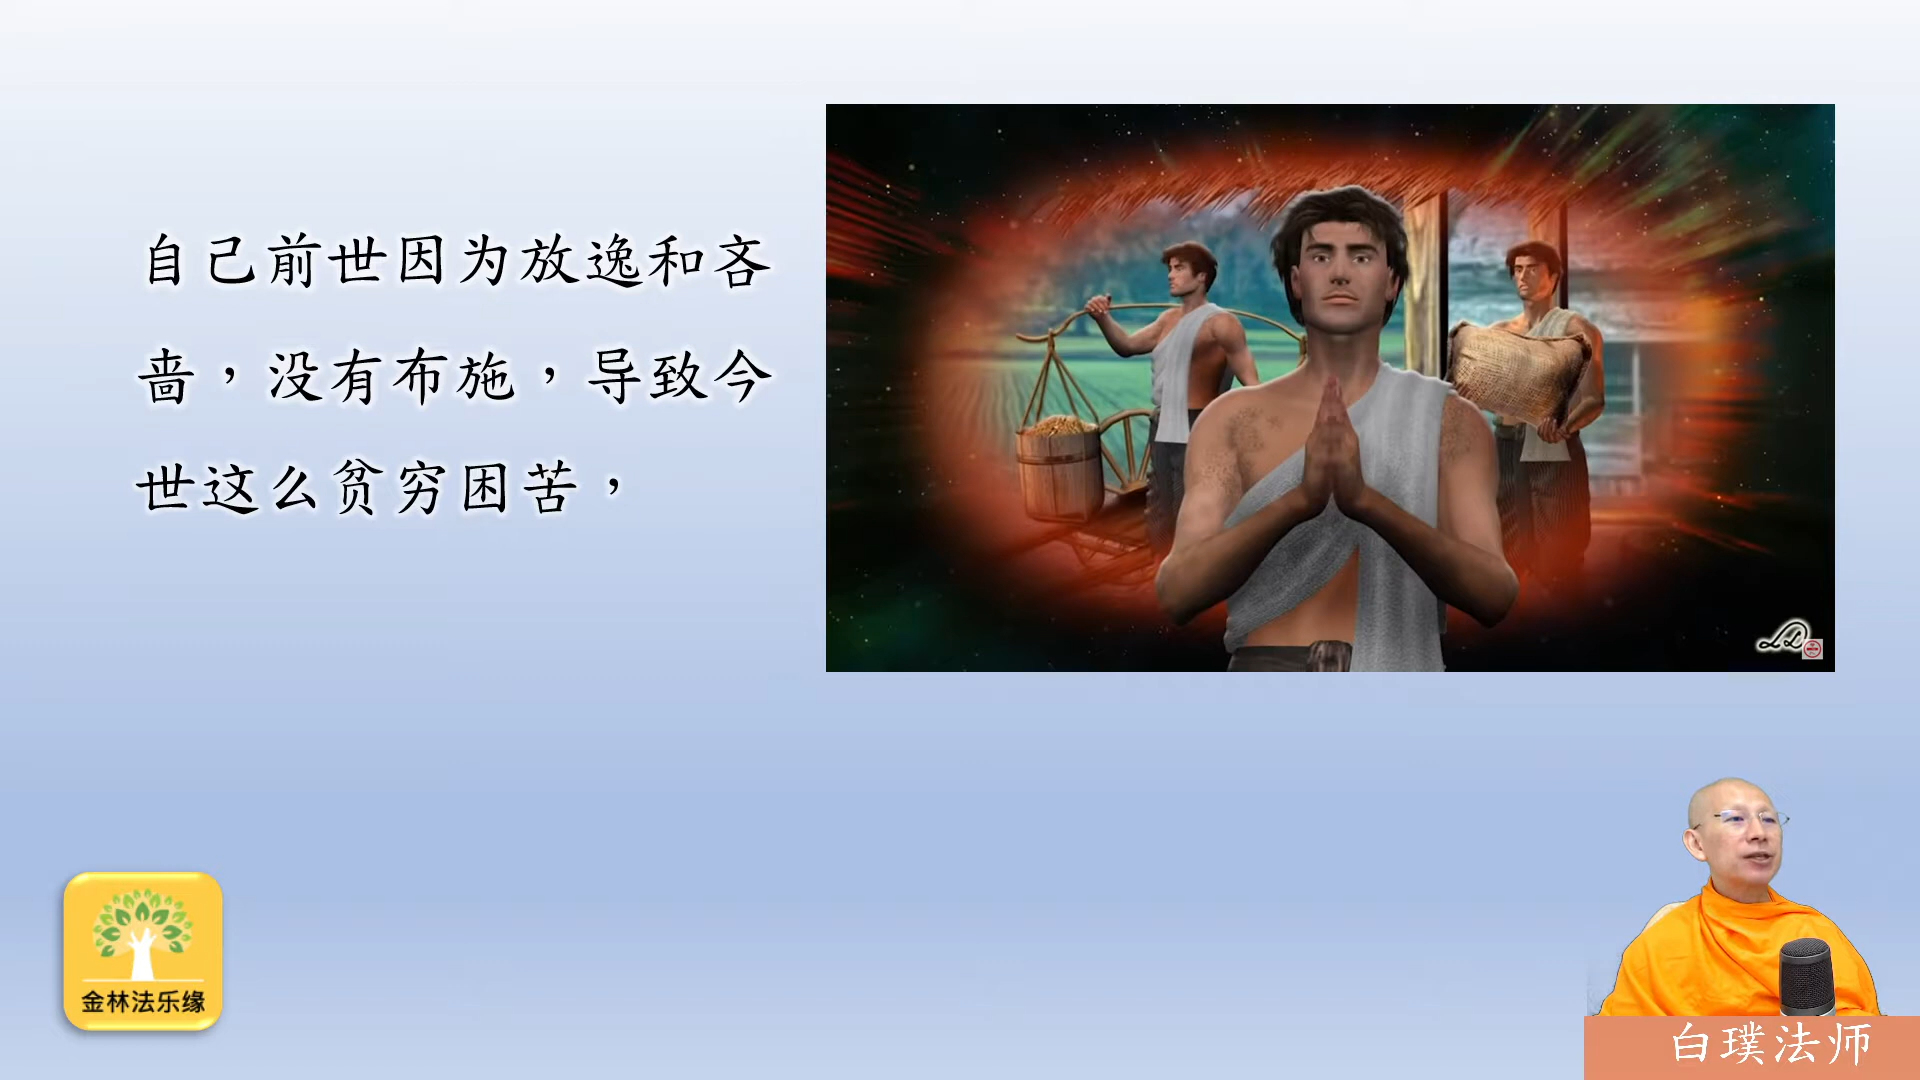 自己前世因为放逸和吝
啬，没有布施，导致今
世这么贫穷困苦，
金林法乐缘
白璞法师